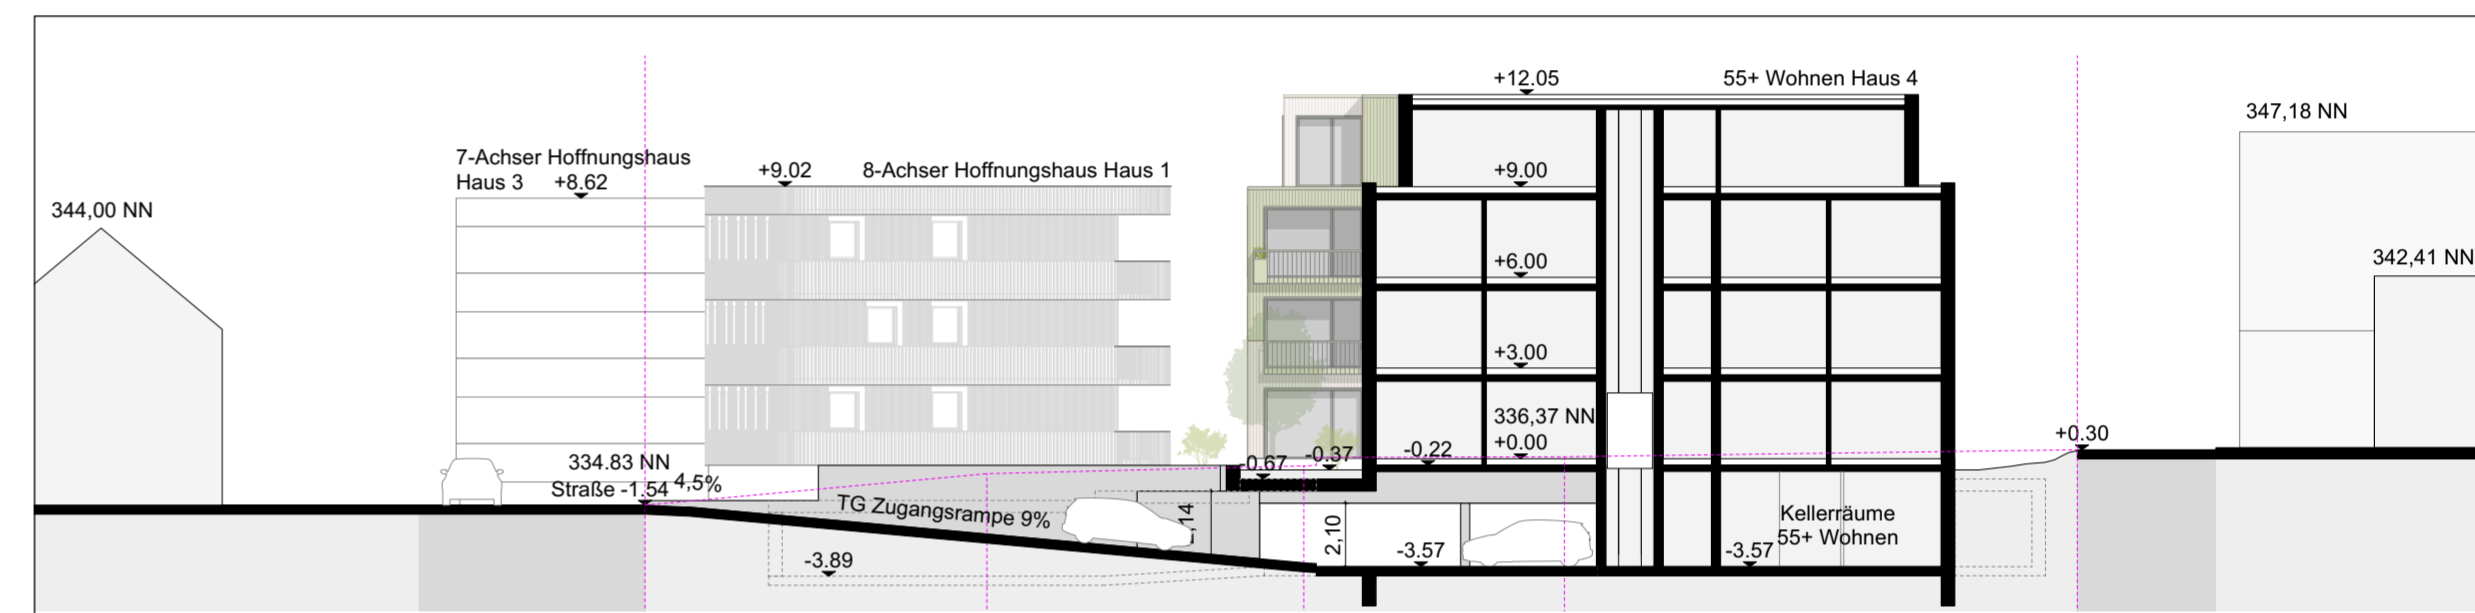 +12.05
55+ Wohnen Haus 4
347,18 NN
7-Achser Hoffnungshaus
Haus 3 +8.62
+9.02
8-Achser Hoffnungshaus Haus 1
+9.00
344,00 NN
+6.00
342,41 NN
+3.00
336,37 NN
+0.00
-0.22
-0.37
-0.67
+0.30
334.83 NN
Straße -1.54
4,5%
TG Zugangsrampe 9%
2,10
Kellerräume
55+ Wohnen
-3.57
-3.57
-3.89